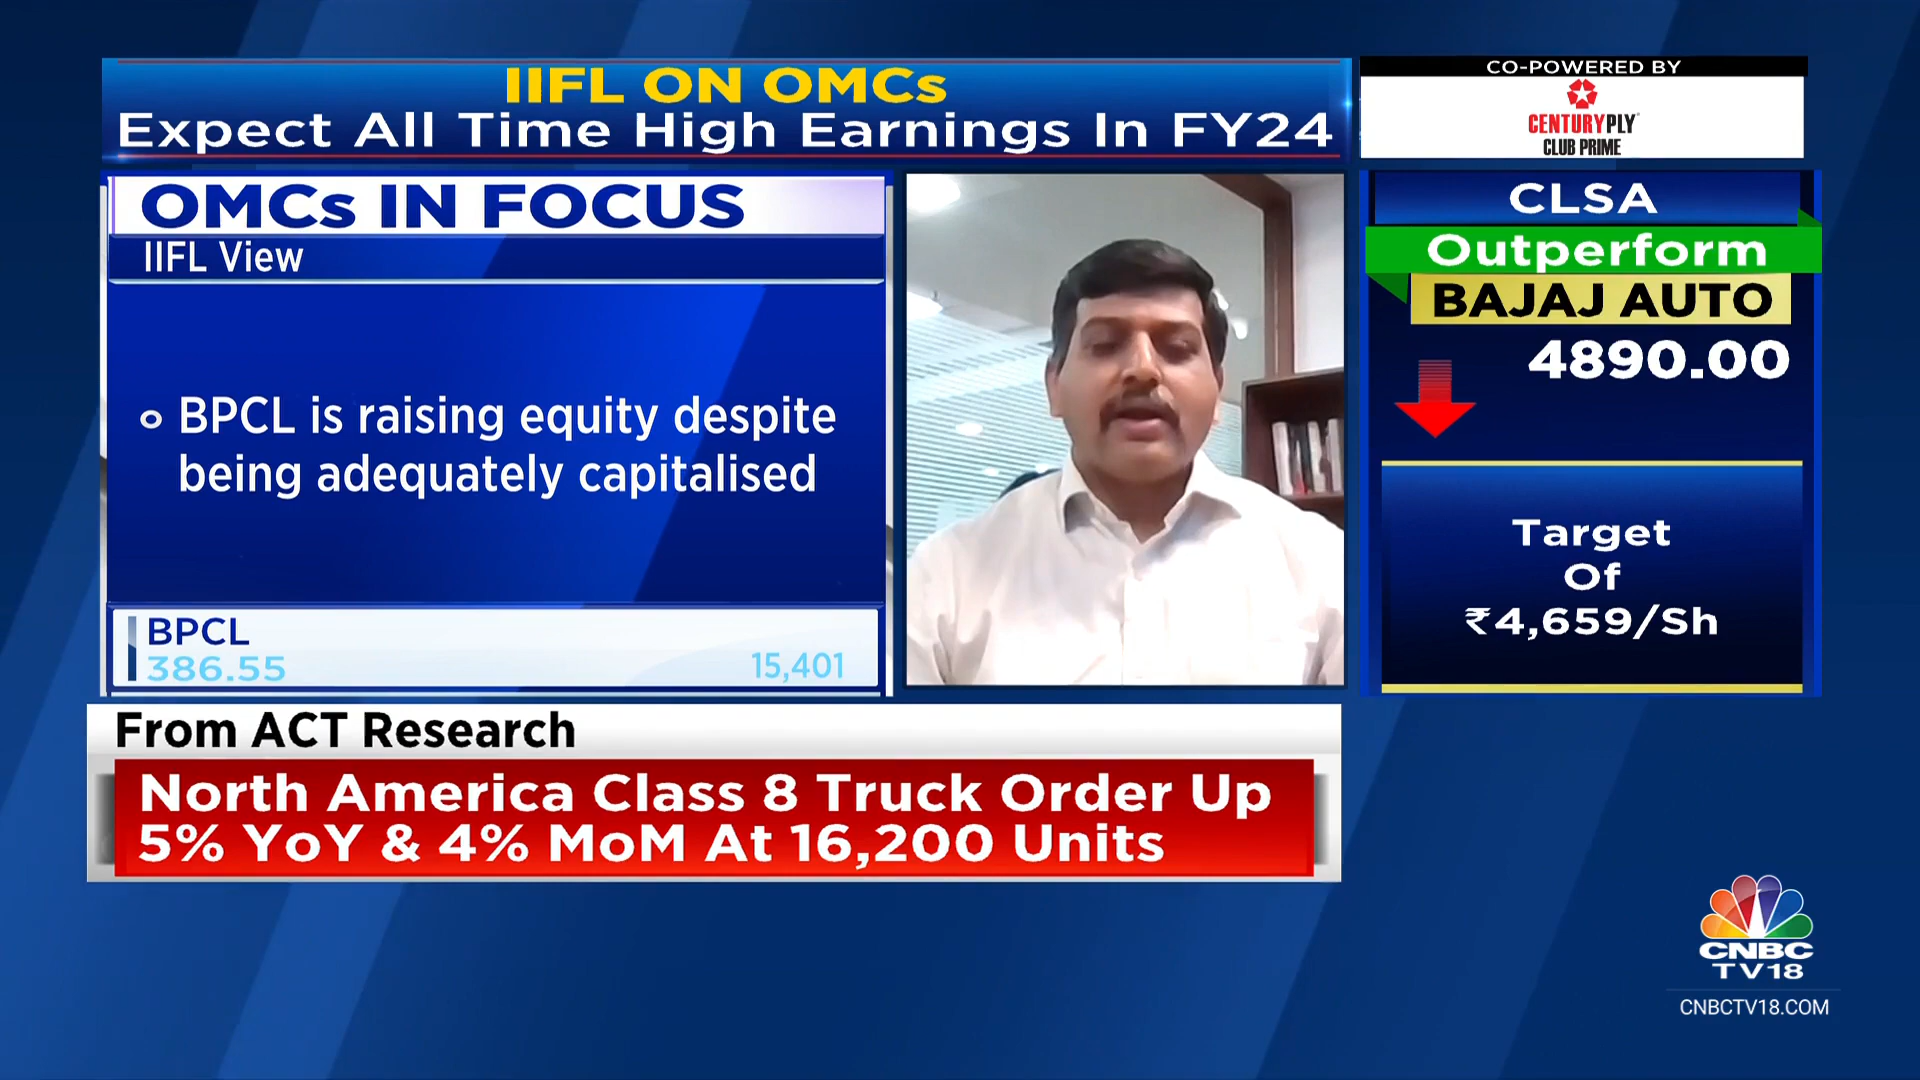 IIFL ON OMCs
Expect All Time High Earnings In FY24
CO-POWERED BY
CENTURYPLY
CLUB PRIME
OMCs IN FOCUS
IIFL View
o BPCL is raising equity despite
being adequately capitalised
BPCL
386.55 15,401
CLSA
Outperform
BAJAJ AUTO
4890.00
Target
Of
₹4,659/Sh
From ACT Research
North America Class 8 Truck Order Up
5% YoY & 4% MoM At 16,200 Units
CNBC
TV18
CNBCTV18.COM